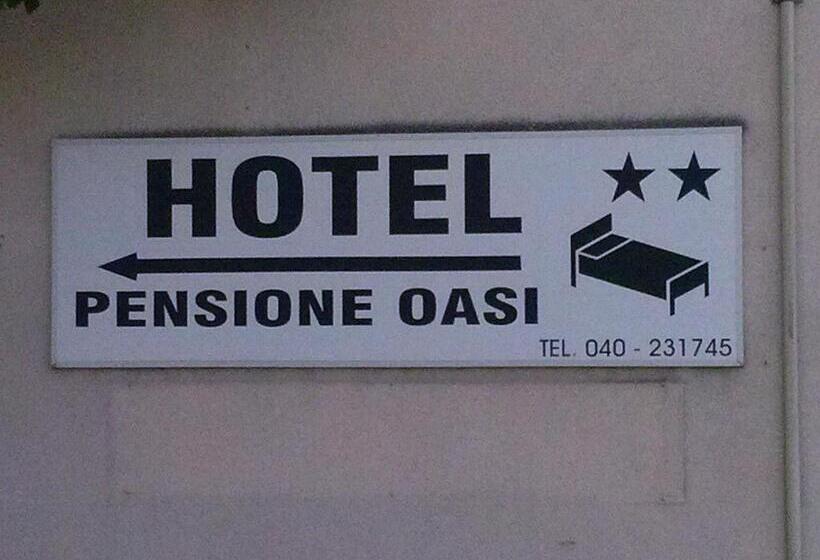 HOTEL
PENSIONE OASI
TEL. 040 - 231745